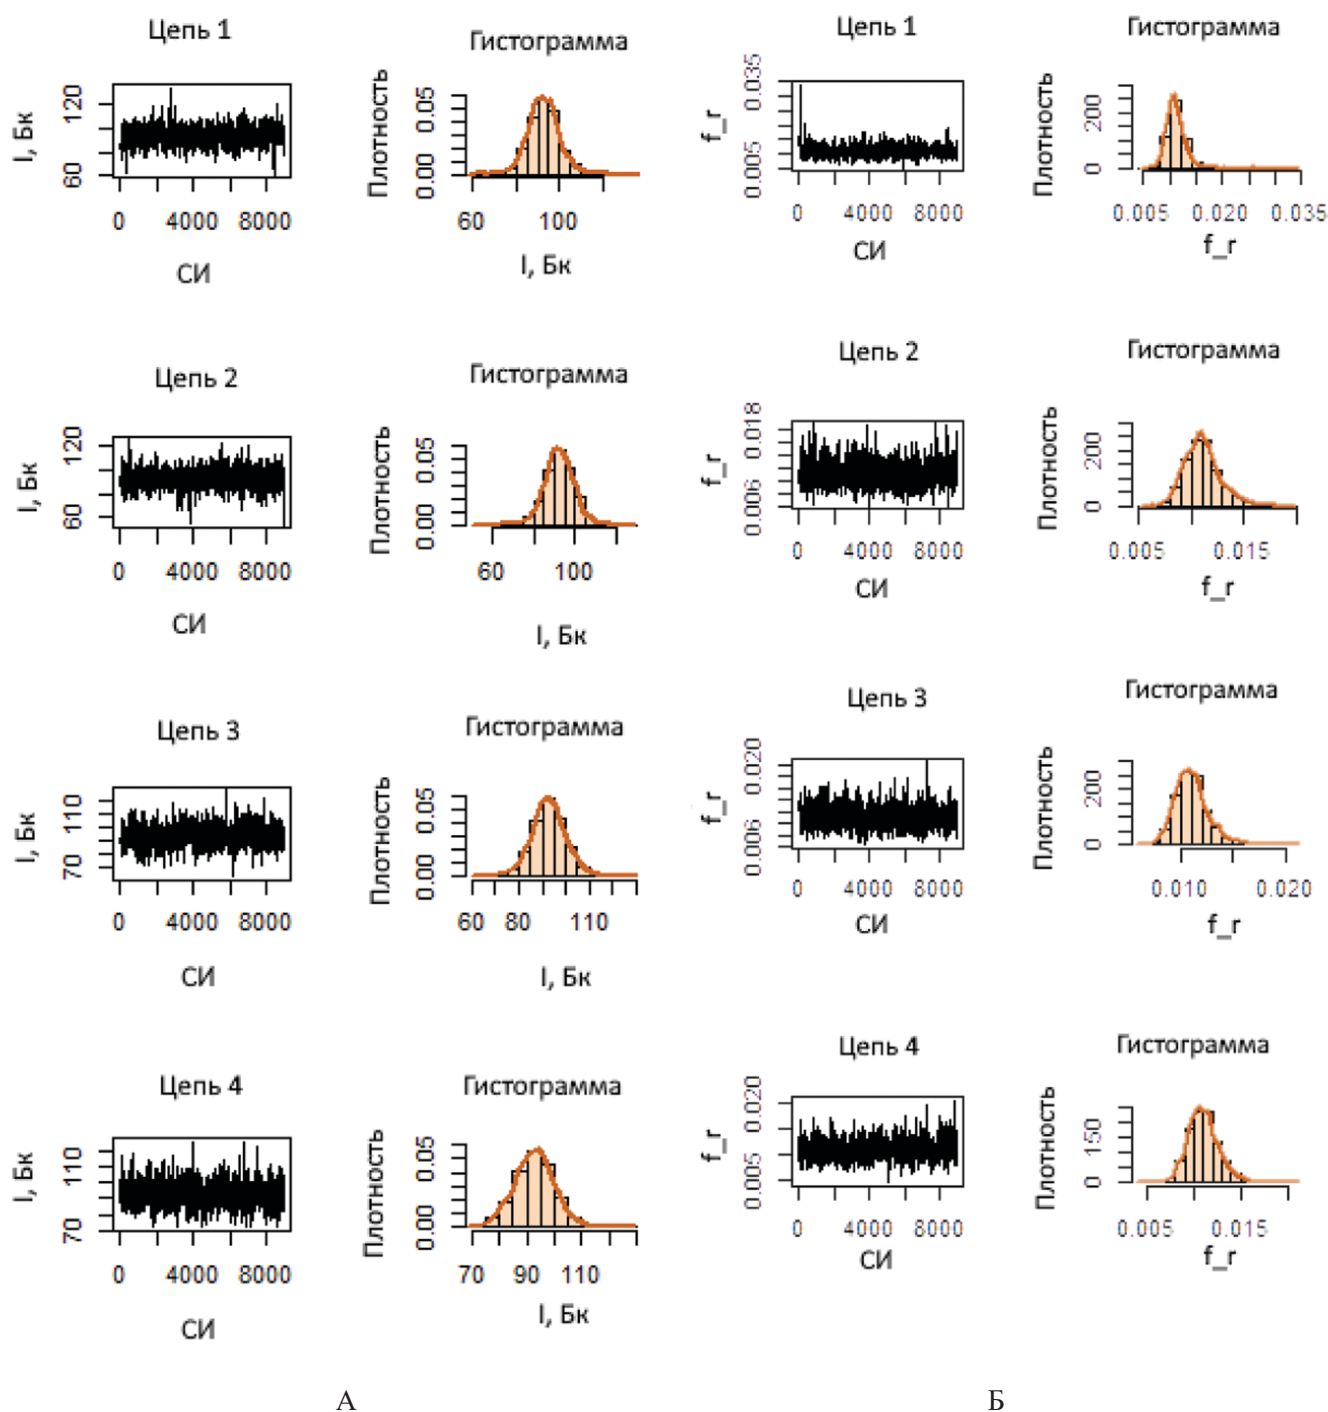 Цепь 1
I, Бк
60
120
0
4000
8000
СИ
Гистограмма
Плотность
0.00
0.05
60
100
I, Бк
Цепь 1
f_r
0.005
0.035
0
4000
8000
СИ
Гистограмма
Плотность
0
200
0.005
0.020
0.035
f_r
Цепь 2
I, Бк
60
120
0
4000
8000
СИ
Гистограмма
Плотность
0.00
0.05
60
100
I, Бк
Цепь 2
f_r
0.006
0.018
0
4000
8000
СИ
Гистограмма
Плотность
0
200
0.005
0.015
f_r
Цепь 3
I, Бк
70
110
0
4000
8000
СИ
Гистограмма
Плотность
0.00
0.05
60
80
110
I, Бк
Цепь 3
f_r
0.006
0.020
0
4000
8000
СИ
Гистограмма
Плотность
0
200
0.010
0.020
f_r
Цепь 4
I, Бк
70
110
0
4000
8000
СИ
Гистограмма
Плотность
0.00
0.05
70
90
110
I, Бк
Цепь 4
f_r
0.005
0.020
0
4000
8000
СИ
Гистограмма
Плотность
0
150
0.005
0.015
f_r
А
Б